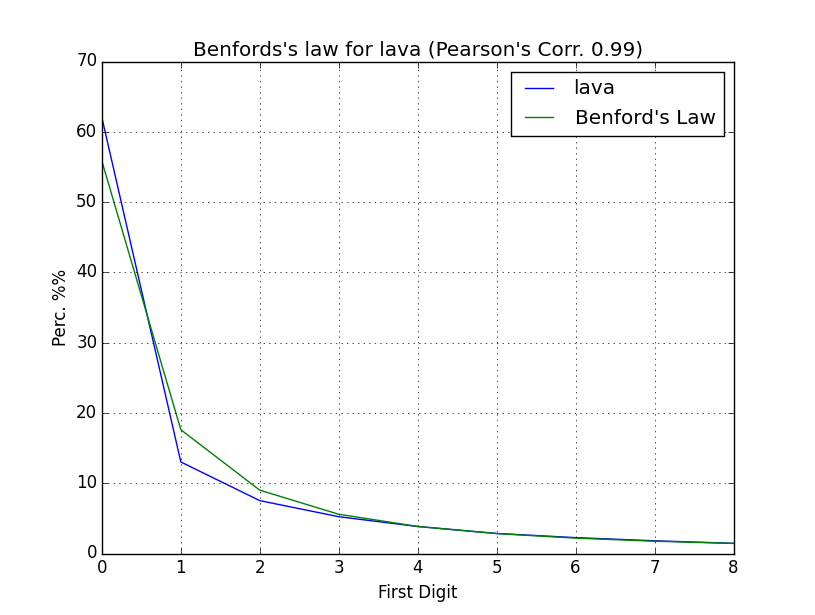 Benfords's law for lava (Pearson's Corr. 0.99)
70
60
50
40
30
20
10
0
Perc. %%
lava
Benford's Law
0 1 2 3 4 5 6 7 8
First Digit